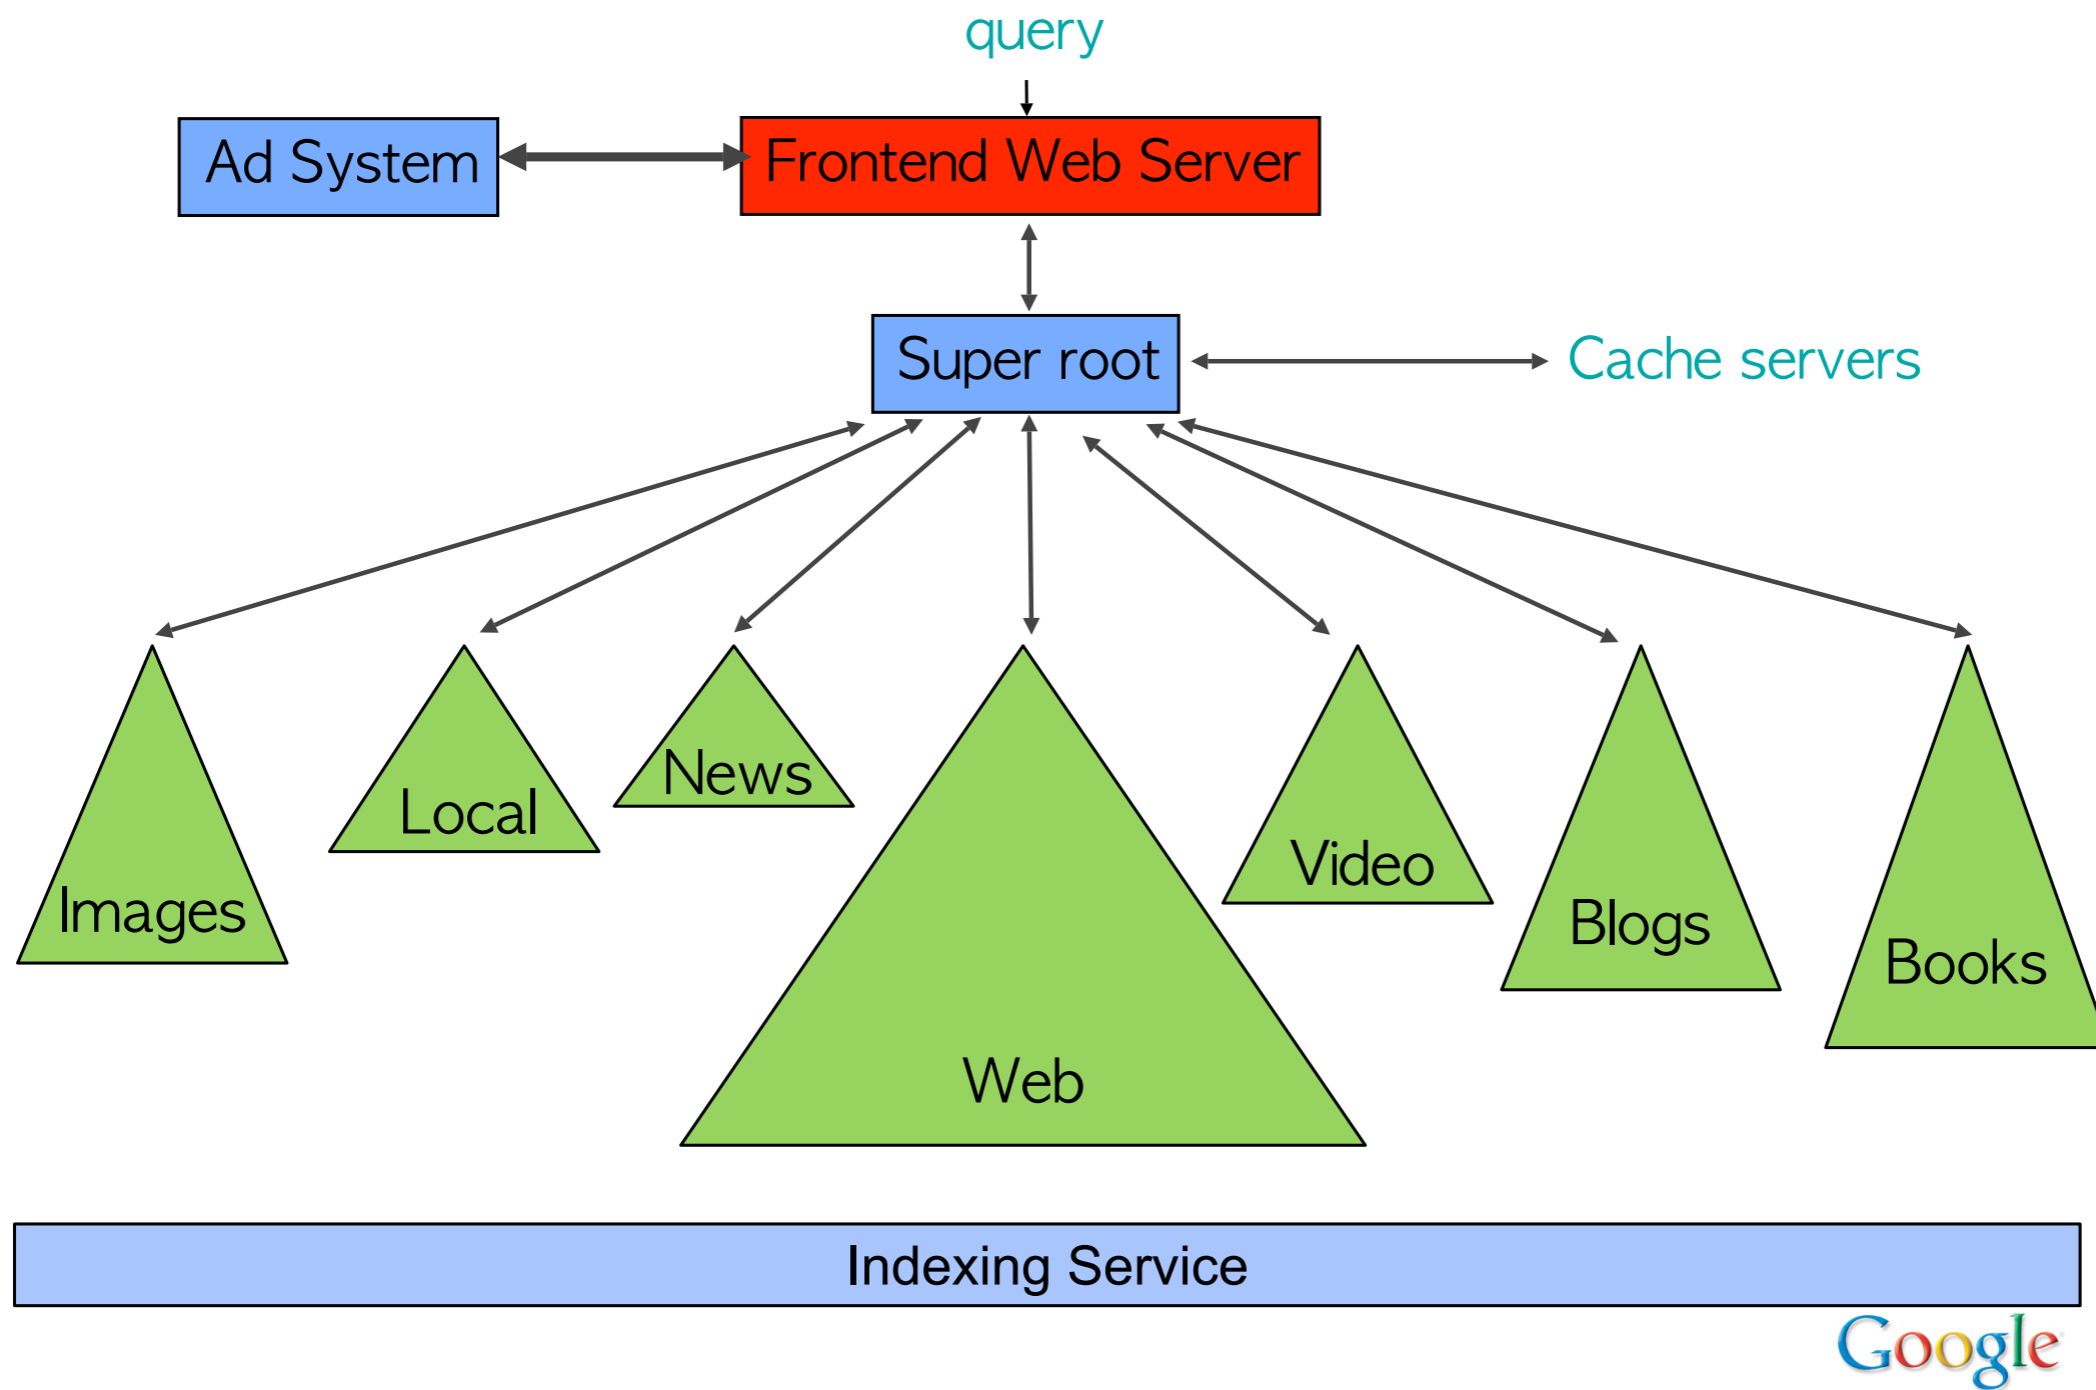 query
Ad System
Frontend Web Server
Super root
Cache servers
Images
Local
News
Web
Video
Blogs
Books
Indexing Service
Google